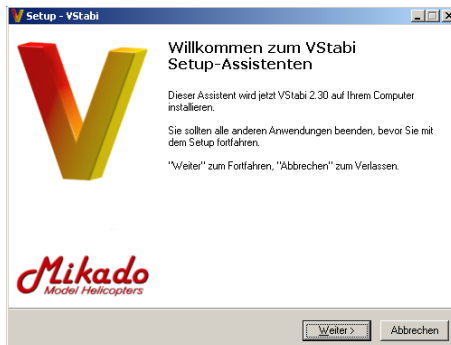 Setup - VStabi
Willkommen zum VStabi
Setup-Assistenten
Dieser Assistent wird jetzt VStabi 2.30 auf Ihrem Computer
installieren.
Sie sollten alle anderen Anwendungen beenden, bevor Sie mit
dem Setup fortfahren.
"Weiter" zum Fortfahren, "Abbrechen" zum Verlassen.
V
Mikado
Model Helicopters
Weiter >
Abbrechen